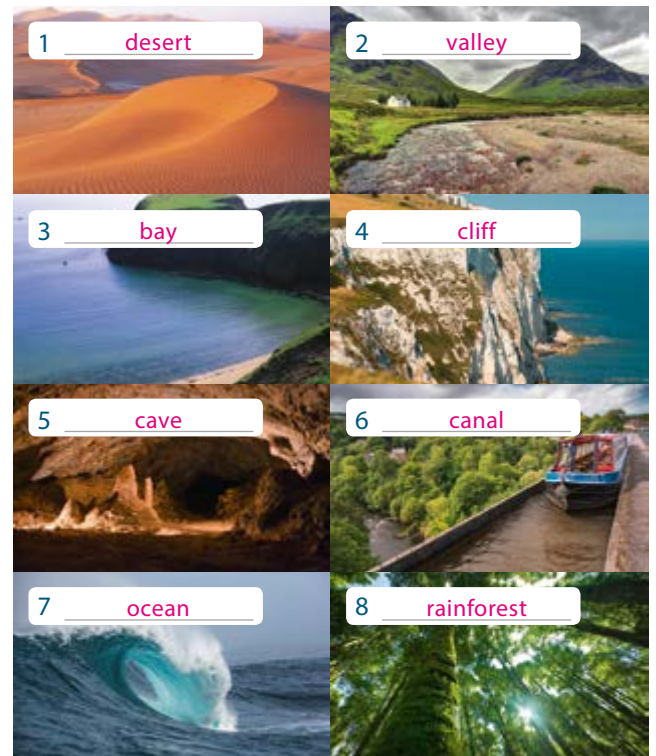 1 desert
2 valley
3 bay
4 cliff
5 cave
6 canal
7 ocean
8 rainforest